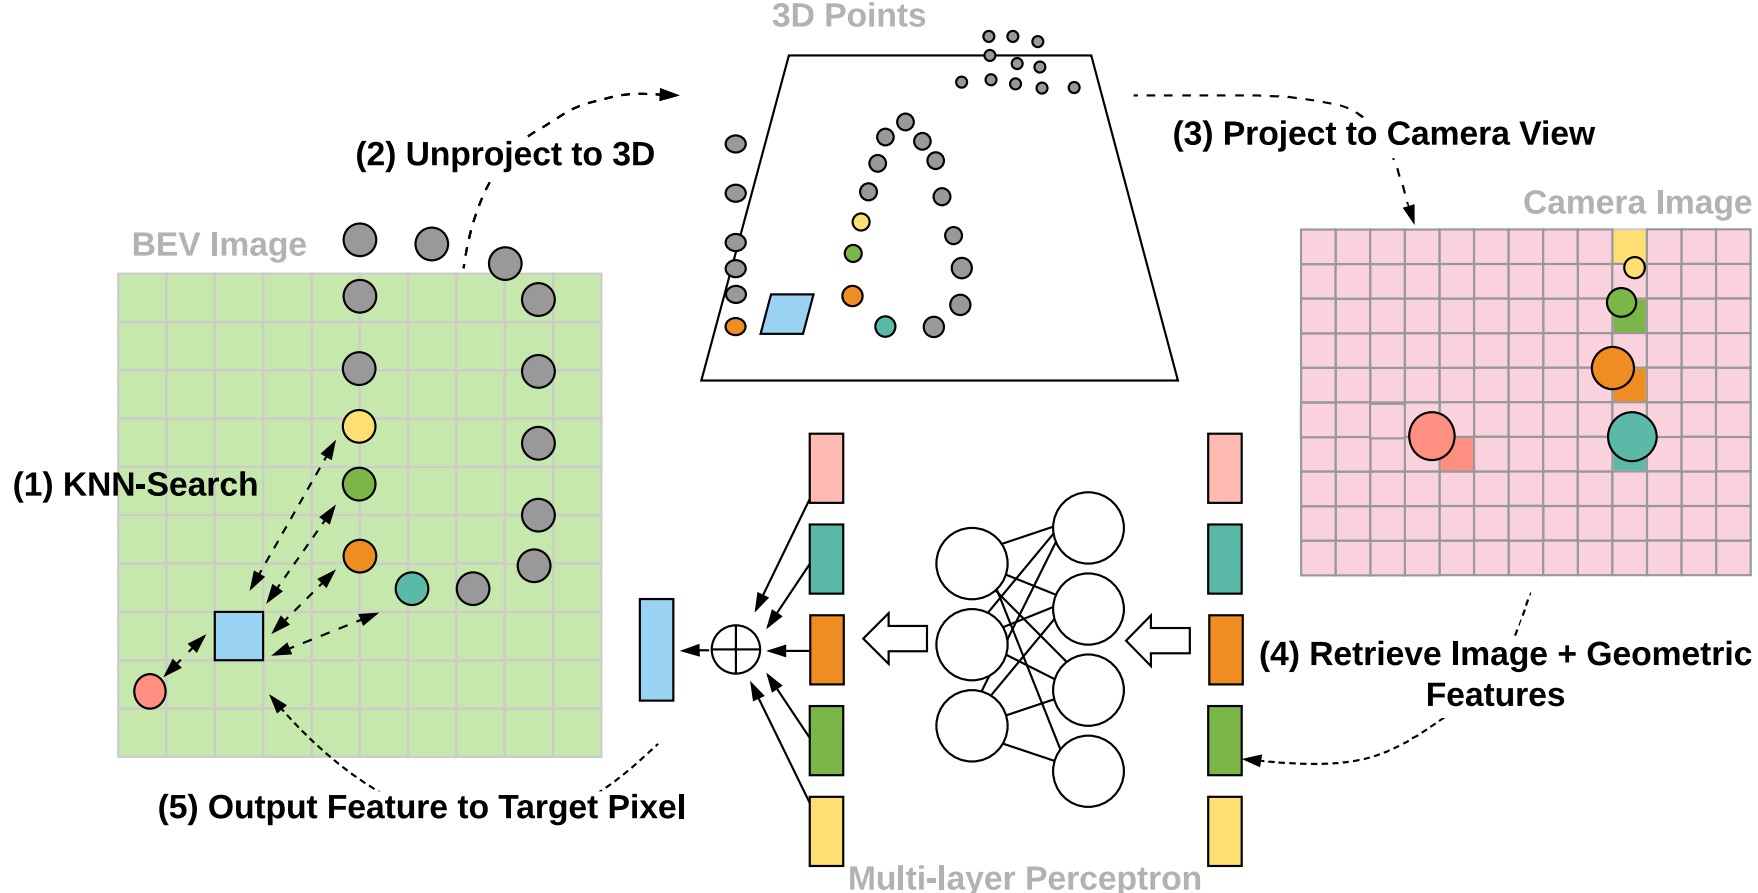 3D Points
(2) Unproject to 3D
(3) Project to Camera View
Camera Image
BEV Image
(1) KNN-Search
(4) Retrieve Image + Geometric
Features
(5) Output Feature to Target Pixel
Multi-layer Perceptron